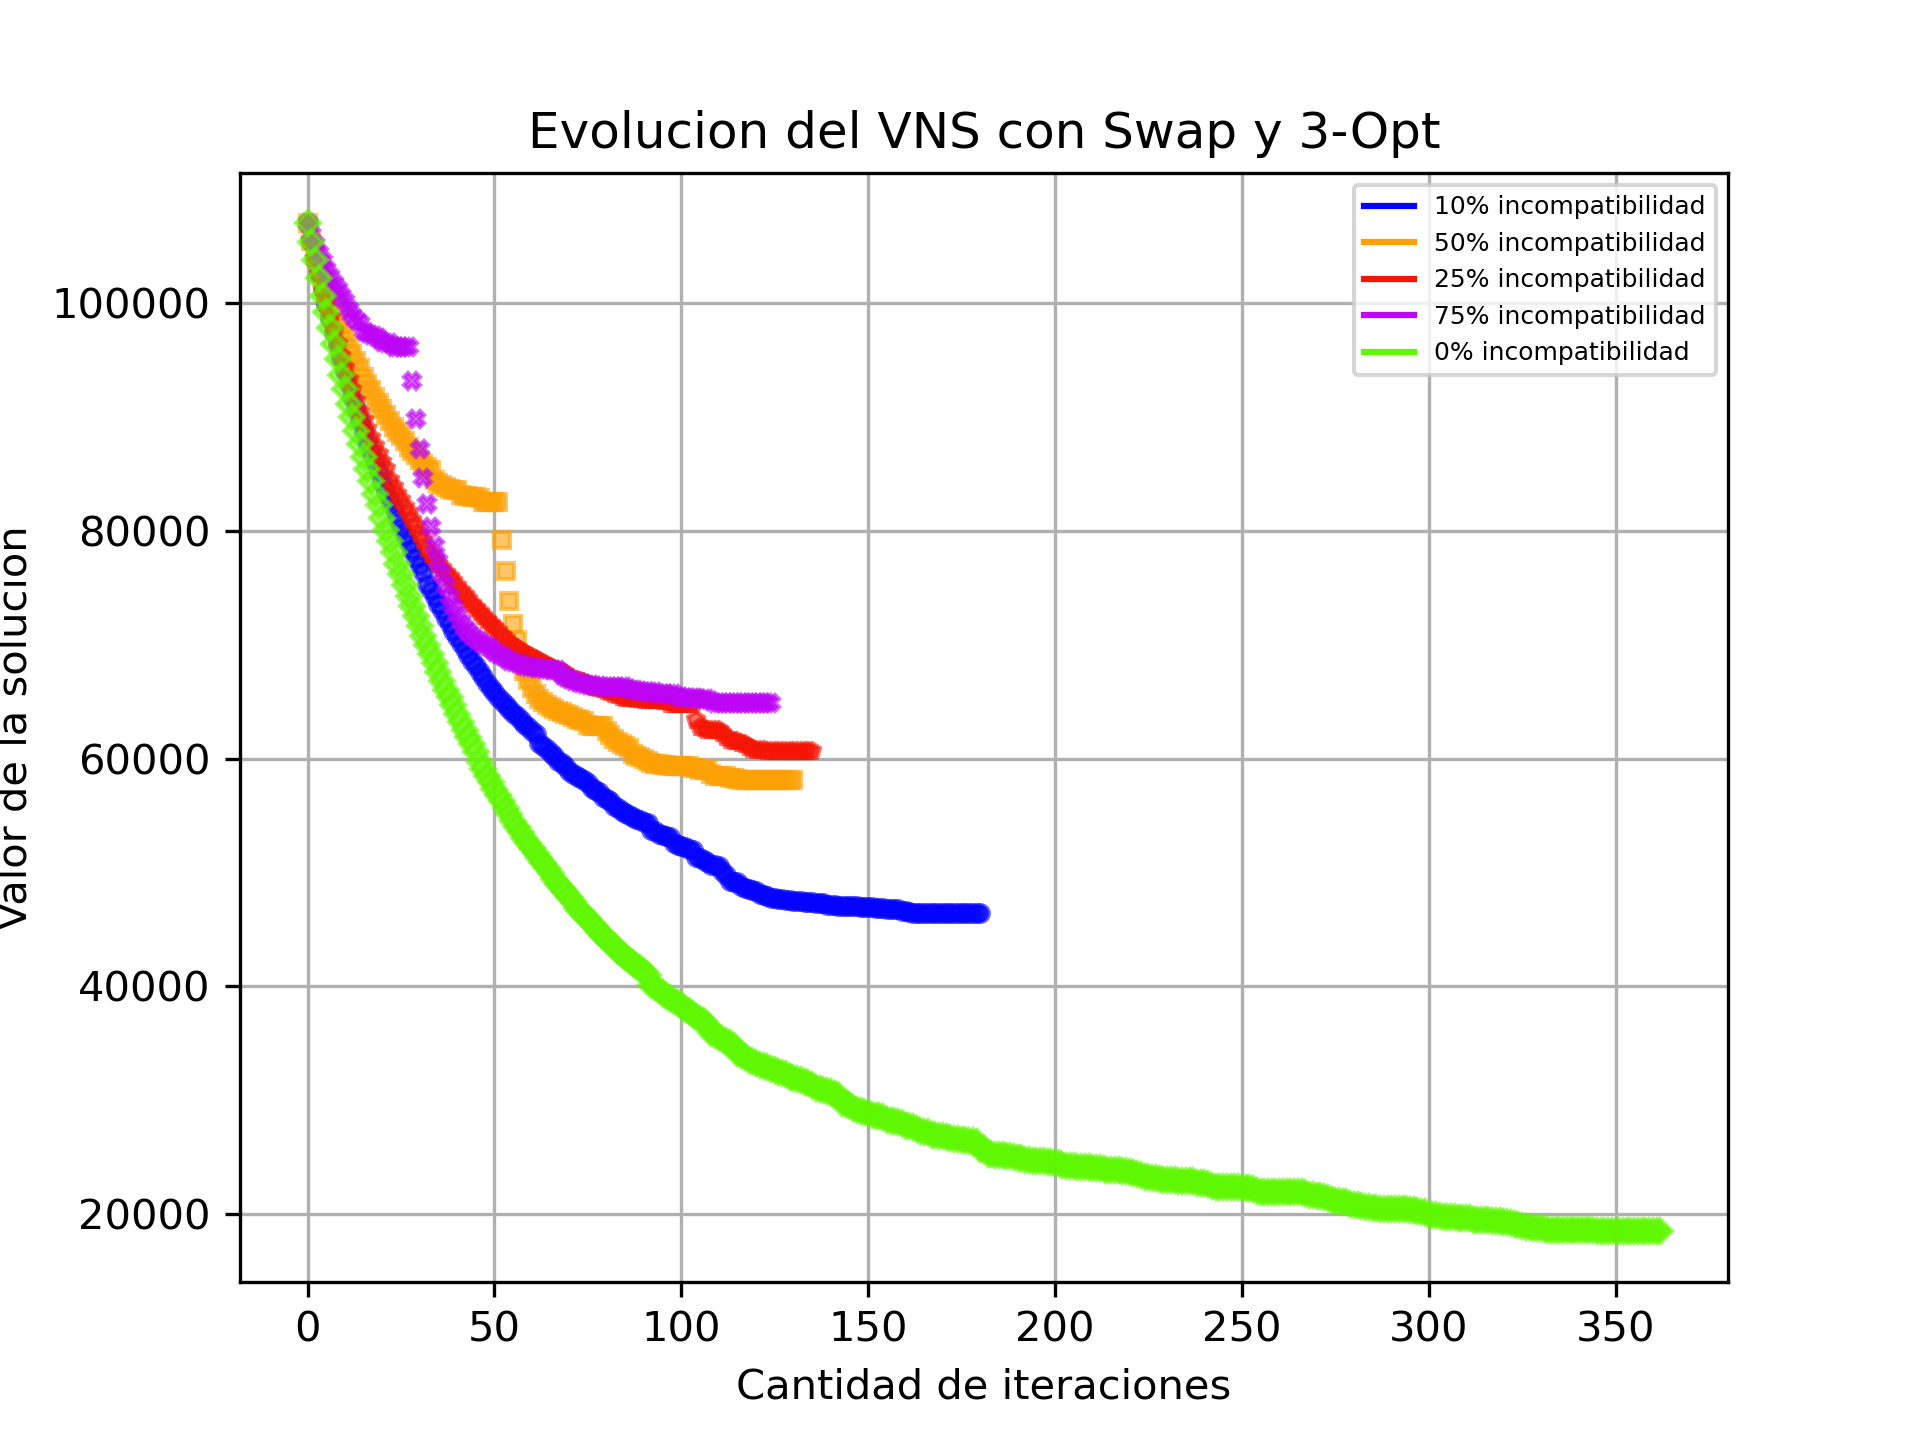 Evolucion del VNS con Swap y 3-Opt
10% incompatibilidad
50% incompatibilidad
25% incompatibilidad
75% incompatibilidad
0% incompatibilidad
100000
80000
60000
40000
20000
Valor de la solucion
0 50 100 150 200 250 300 350
Cantidad de iteraciones